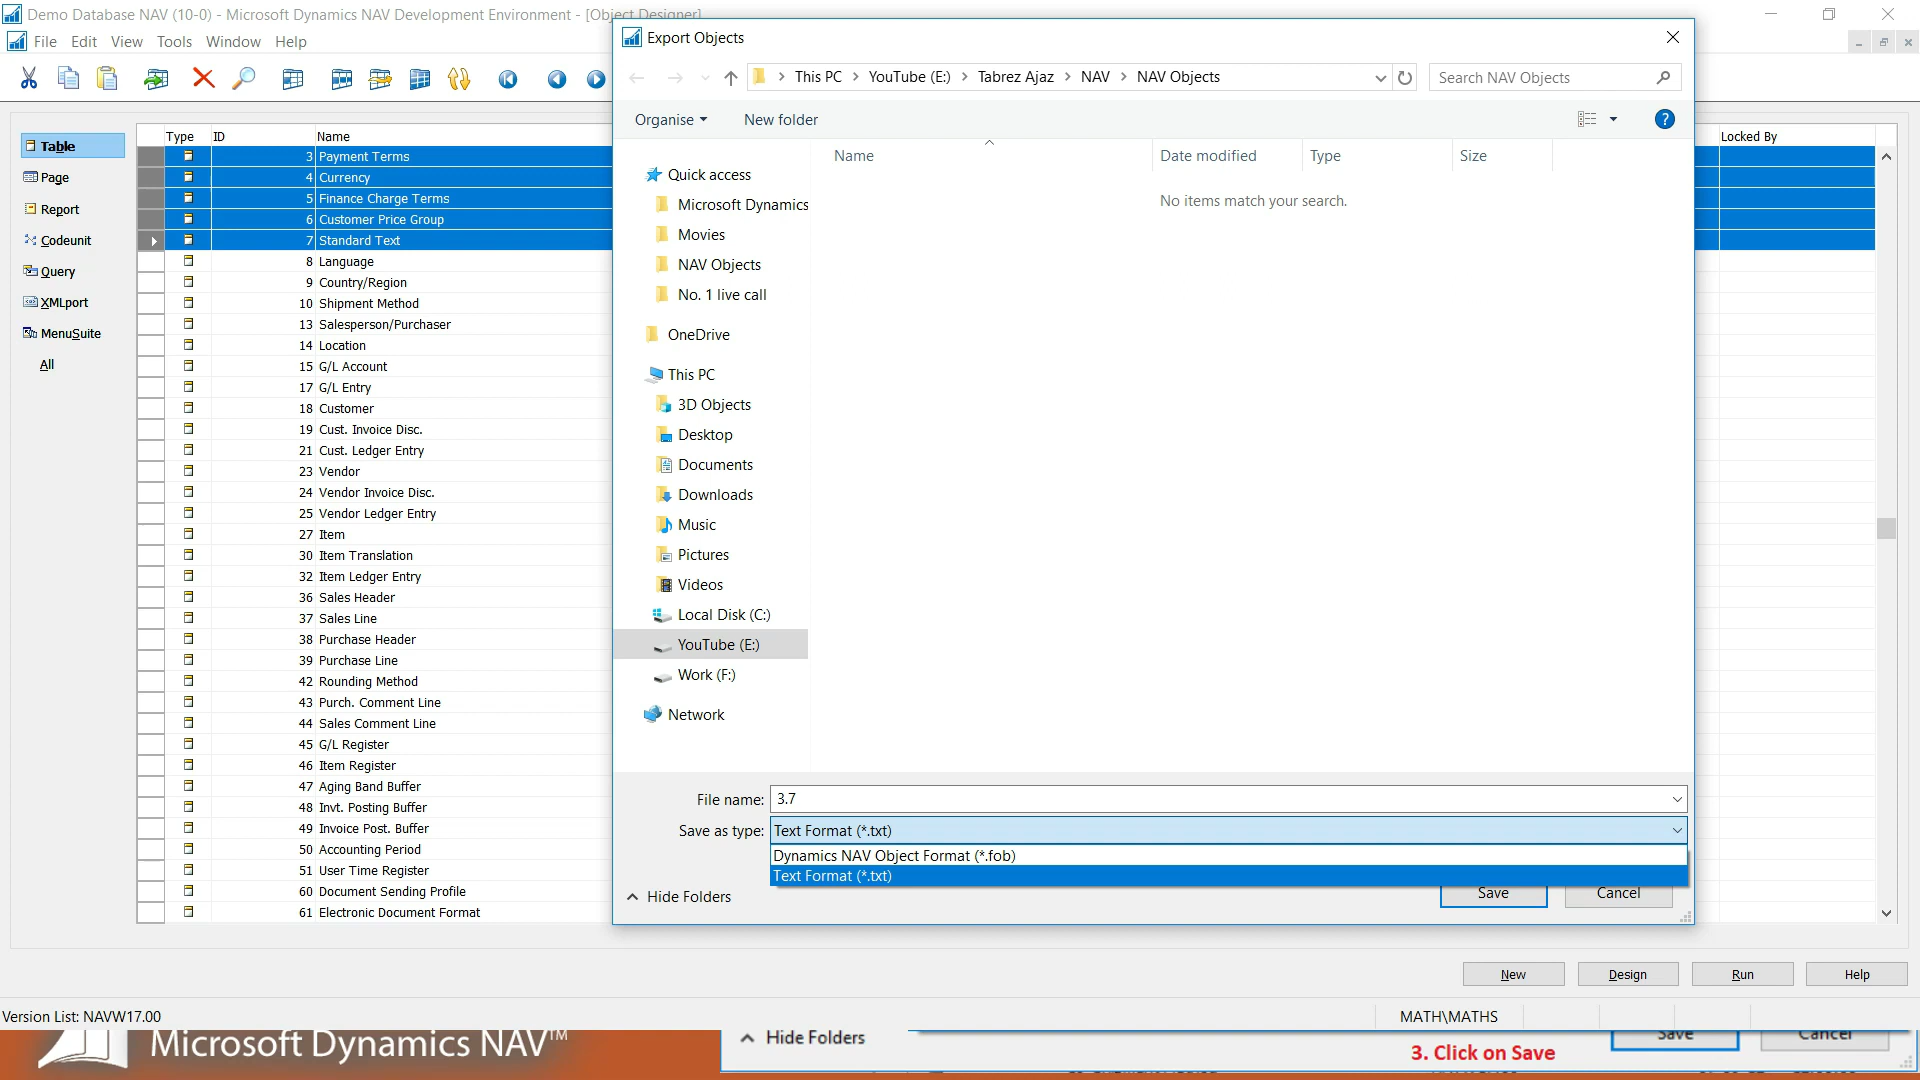 Demo Database NAV (10-0) - Microsoft Dynamics NAV Development Environment - [Object Designer]
File Edit View Tools Window Help
Table
Page
Report
Codeunit
Query
XMLport
MenuSuite
All
Type ID Name Locked By
3 Payment Terms
4 Currency
5 Finance Charge Terms
6 Customer Price Group
7 Standard Text
8 Language
9 Country/Region
10 Shipment Method
13 Salesperson/Purchaser
14 Location
15 G/L Account
17 G/L Entry
18 Customer
19 Cust. Invoice Disc.
21 Cust. Ledger Entry
23 Vendor
24 Vendor Invoice Disc.
25 Vendor Ledger Entry
27 Item
30 Item Translation
32 Item Ledger Entry
36 Sales Header
37 Sales Line
38 Purchase Header
39 Purchase Line
42 Rounding Method
43 Purch. Comment Line
44 Sales Comment Line
45 G/L Register
46 Item Register
47 Aging Band Buffer
48 Invt. Posting Buffer
49 Invoice Post. Buffer
50 Accounting Period
51 User Time Register
60 Document Sending Profile
61 Electronic Document Format
Export Objects
This PC > YouTube (E:) > Tabrez Ajaz > NAV > NAV Objects
Search NAV Objects
Organise New folder
Name Date modified Type Size
No items match your search.
Quick access
Microsoft Dynamics
Movies
NAV Objects
No. 1 live call
OneDrive
This PC
3D Objects
Desktop
Documents
Downloads
Music
Pictures
Videos
Local Disk (C:)
YouTube (E:)
Work (F:)
Network
File name: 3.7
Save as type: Text Format (*.txt)
Dynamics NAV Object Format (*.fob)
Text Format (*.txt)
Hide Folders
Save Cancel
New Design Run Help
Version List: NAVW17.00
MATH\MATHS
Microsoft Dynamics NAV™
Hide Folders
Save Cancel
3. Click on Save